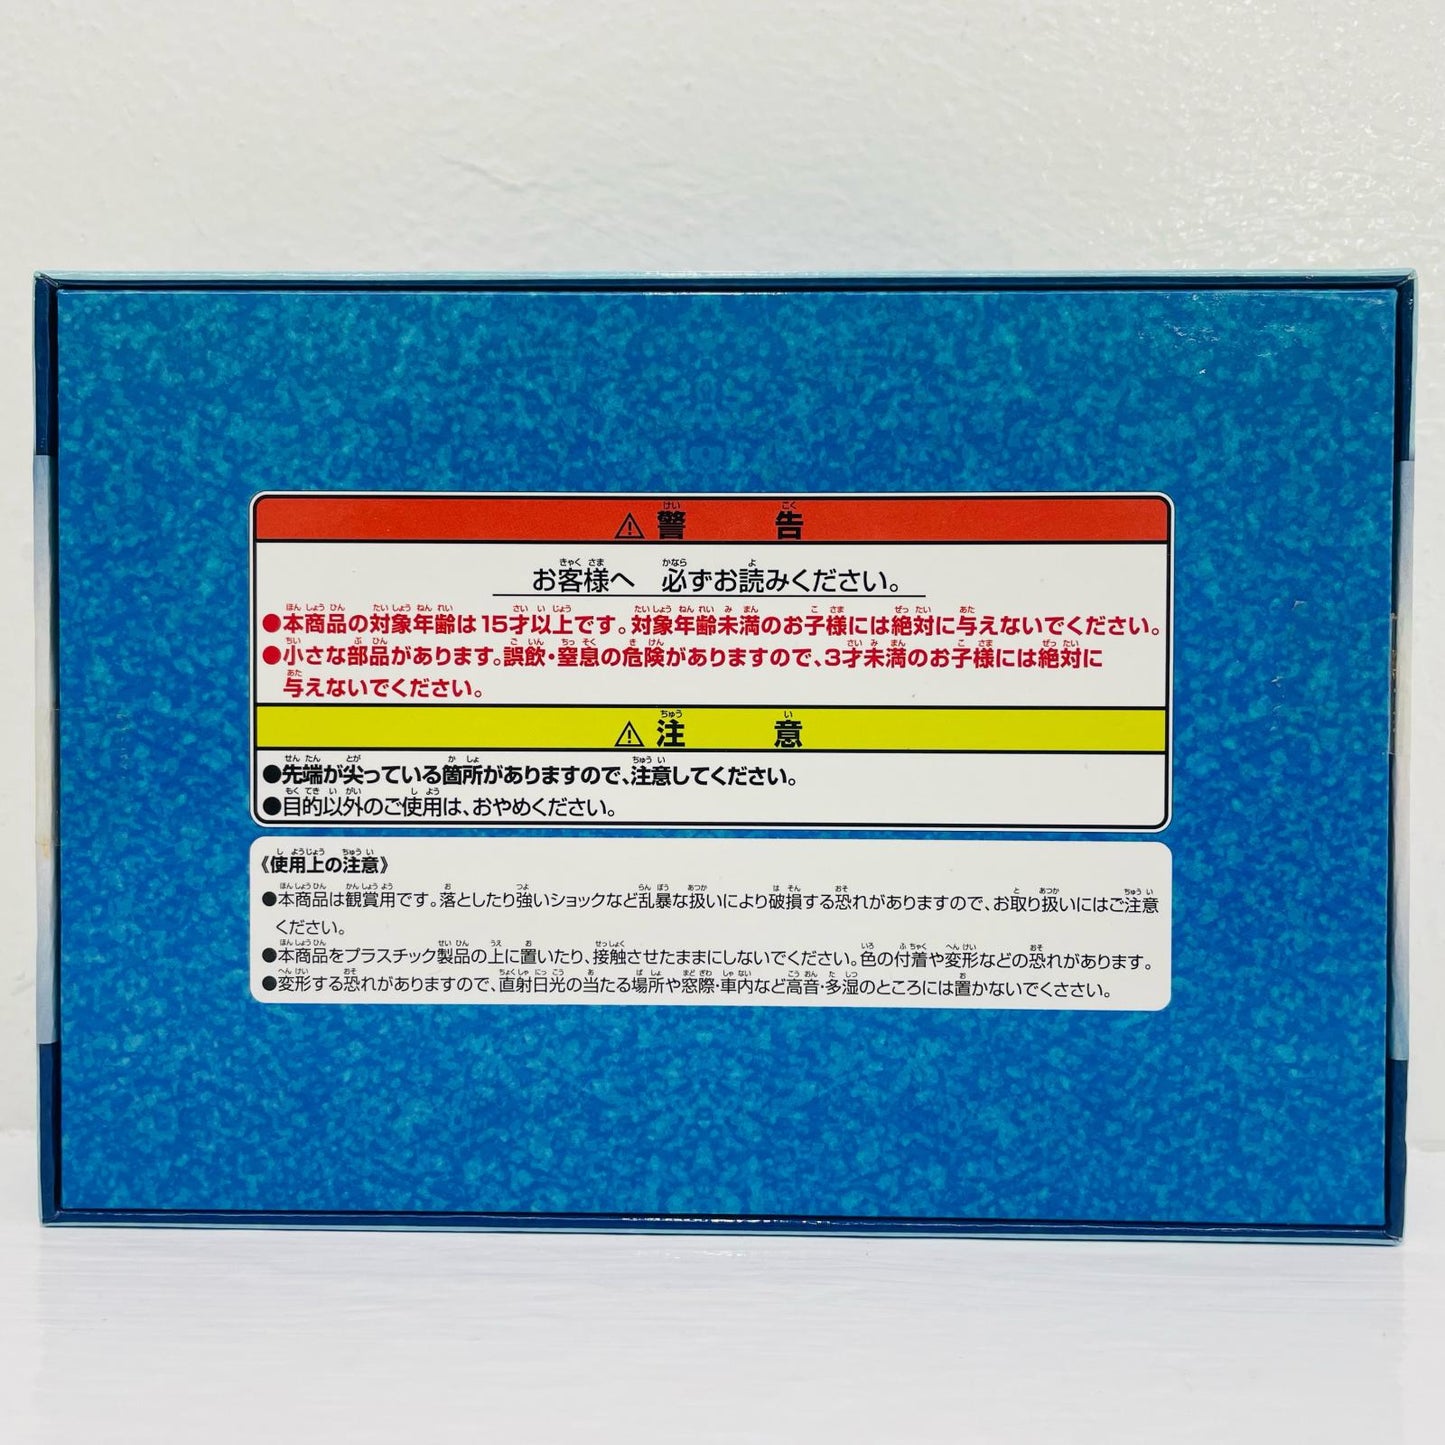 ⚠警告
お客様へ 必ずお読みください。
●本商品の対象年齢は15才以上です。対象年齢未満のお子様には絶対に与えないでください。
●小さな部品があります。誤飲・窒息の危険がありますので、3才未満のお子様には絶対に
与えないでください。
⚠注意
●先端が尖っている箇所がありますので、注意してください。
●目的以外のご使用は、おやめください。
《使用上の注意》
●本商品は観賞用です。落としたり強いショックなど乱暴な扱いにより破損する恐れがありますので、お取り扱いにはご注意
ください。
●本商品をプラスチック製品の上に置いたり、接触させたままにしないでください。色の付着や変形などの恐れがあります。
●変形する恐れがありますので、直射日光の当たる場所や窓際・車内など高音・多湿のところには置かないでくささい。